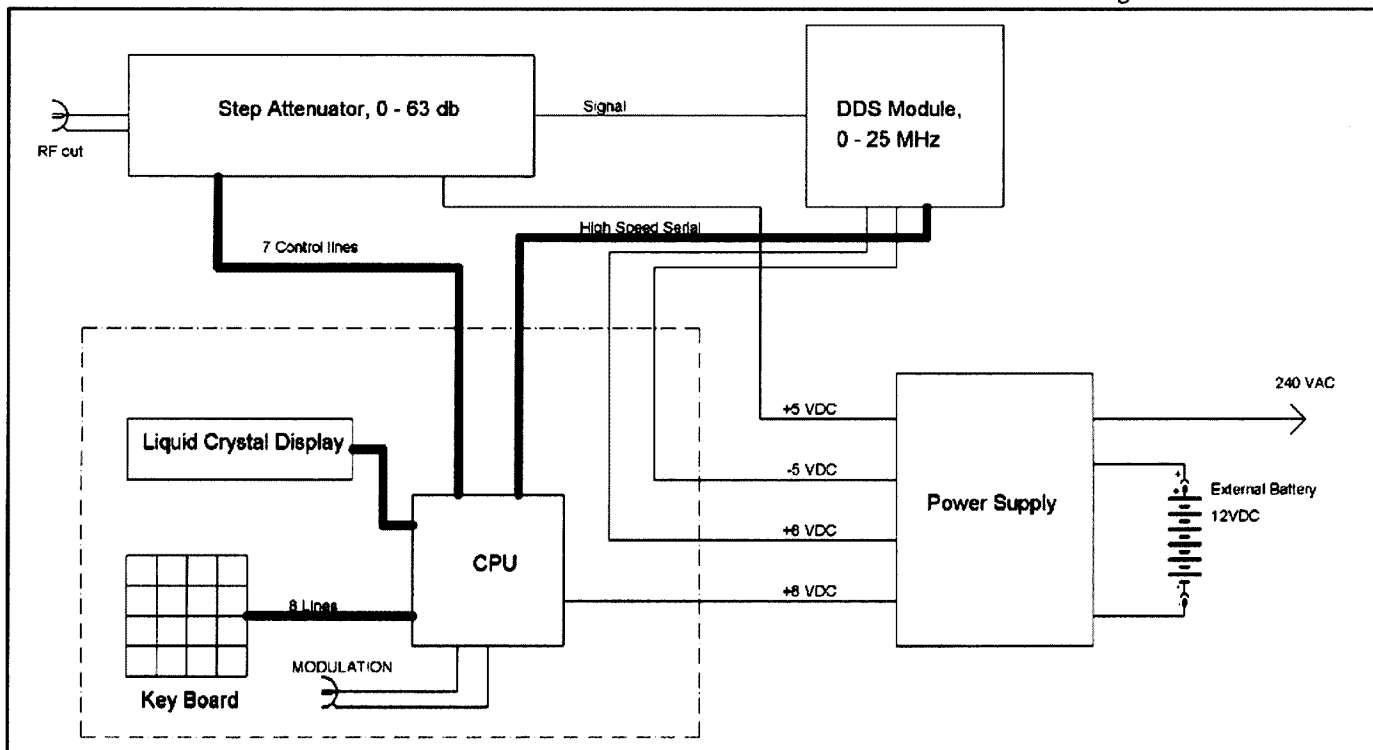 Step Attenuator, 0 - 63 db
Signal
DDS Module,
0 - 25 MHz
RF out
High Speed Serial
7 Control lines
240 VAC
+5 VDC
Liquid Crystal Display
-5 VDC
External Battery
12VDC
Power Supply
+8 VDC
CPU
+8 VDC
8 Lines
MODULATION
Key Board